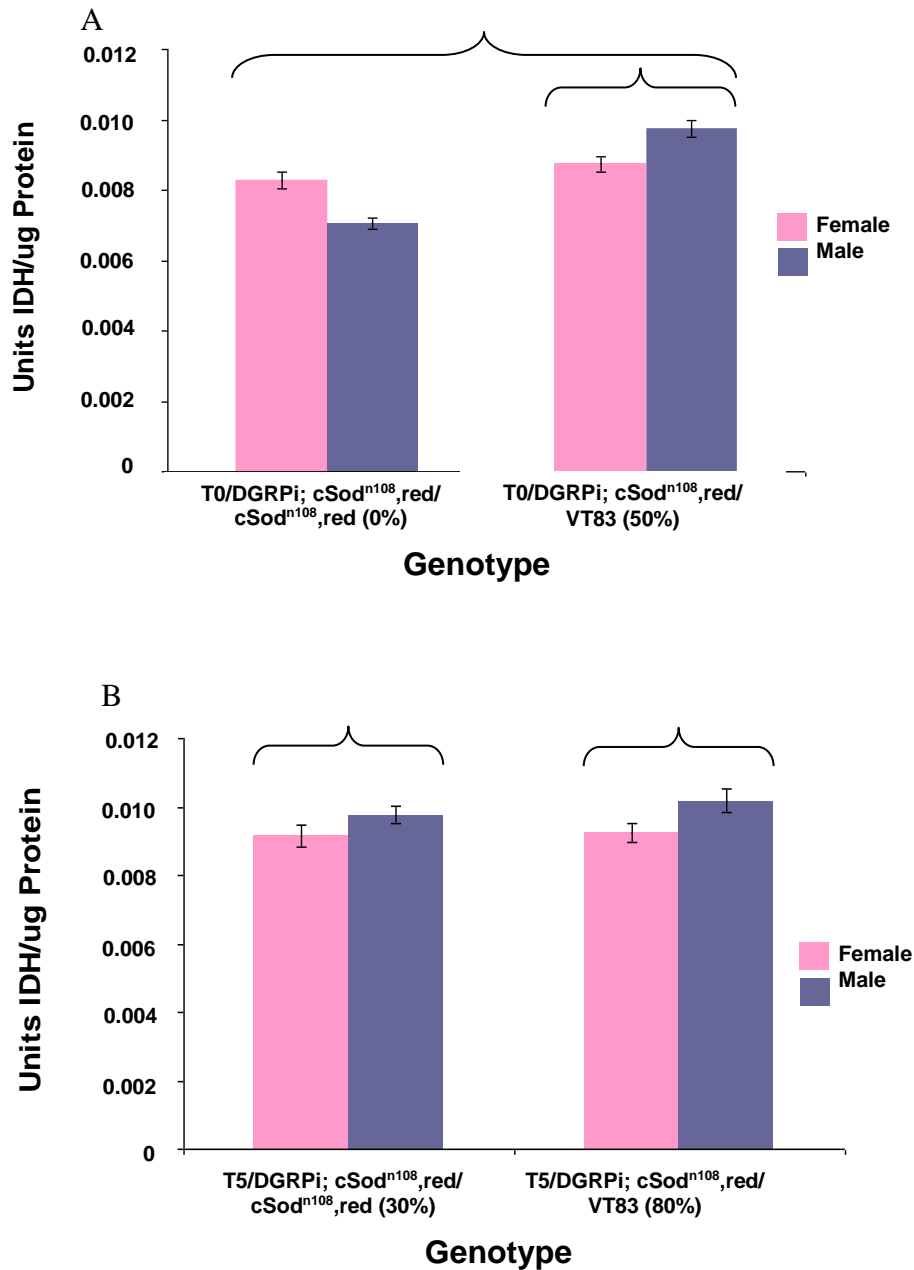 A
Units IDH/ug Protein
0.012
0.010
0.008
0.006
0.004
0.002
0
Female
Male
T0/DGRPi; cSodⁿ¹⁰⁸,red/
cSodⁿ¹⁰⁸,red (0%)
T0/DGRPi; cSodⁿ¹⁰⁸,red/
VT83 (50%)
Genotype
B
Units IDH/ug Protein
0.012
0.010
0.008
0.006
0.004
0.002
0
Female
Male
T5/DGRPi; cSodⁿ¹⁰⁸,red/
cSodⁿ¹⁰⁸,red (30%)
T5/DGRPi; cSodⁿ¹⁰⁸,red/
VT83 (80%)
Genotype